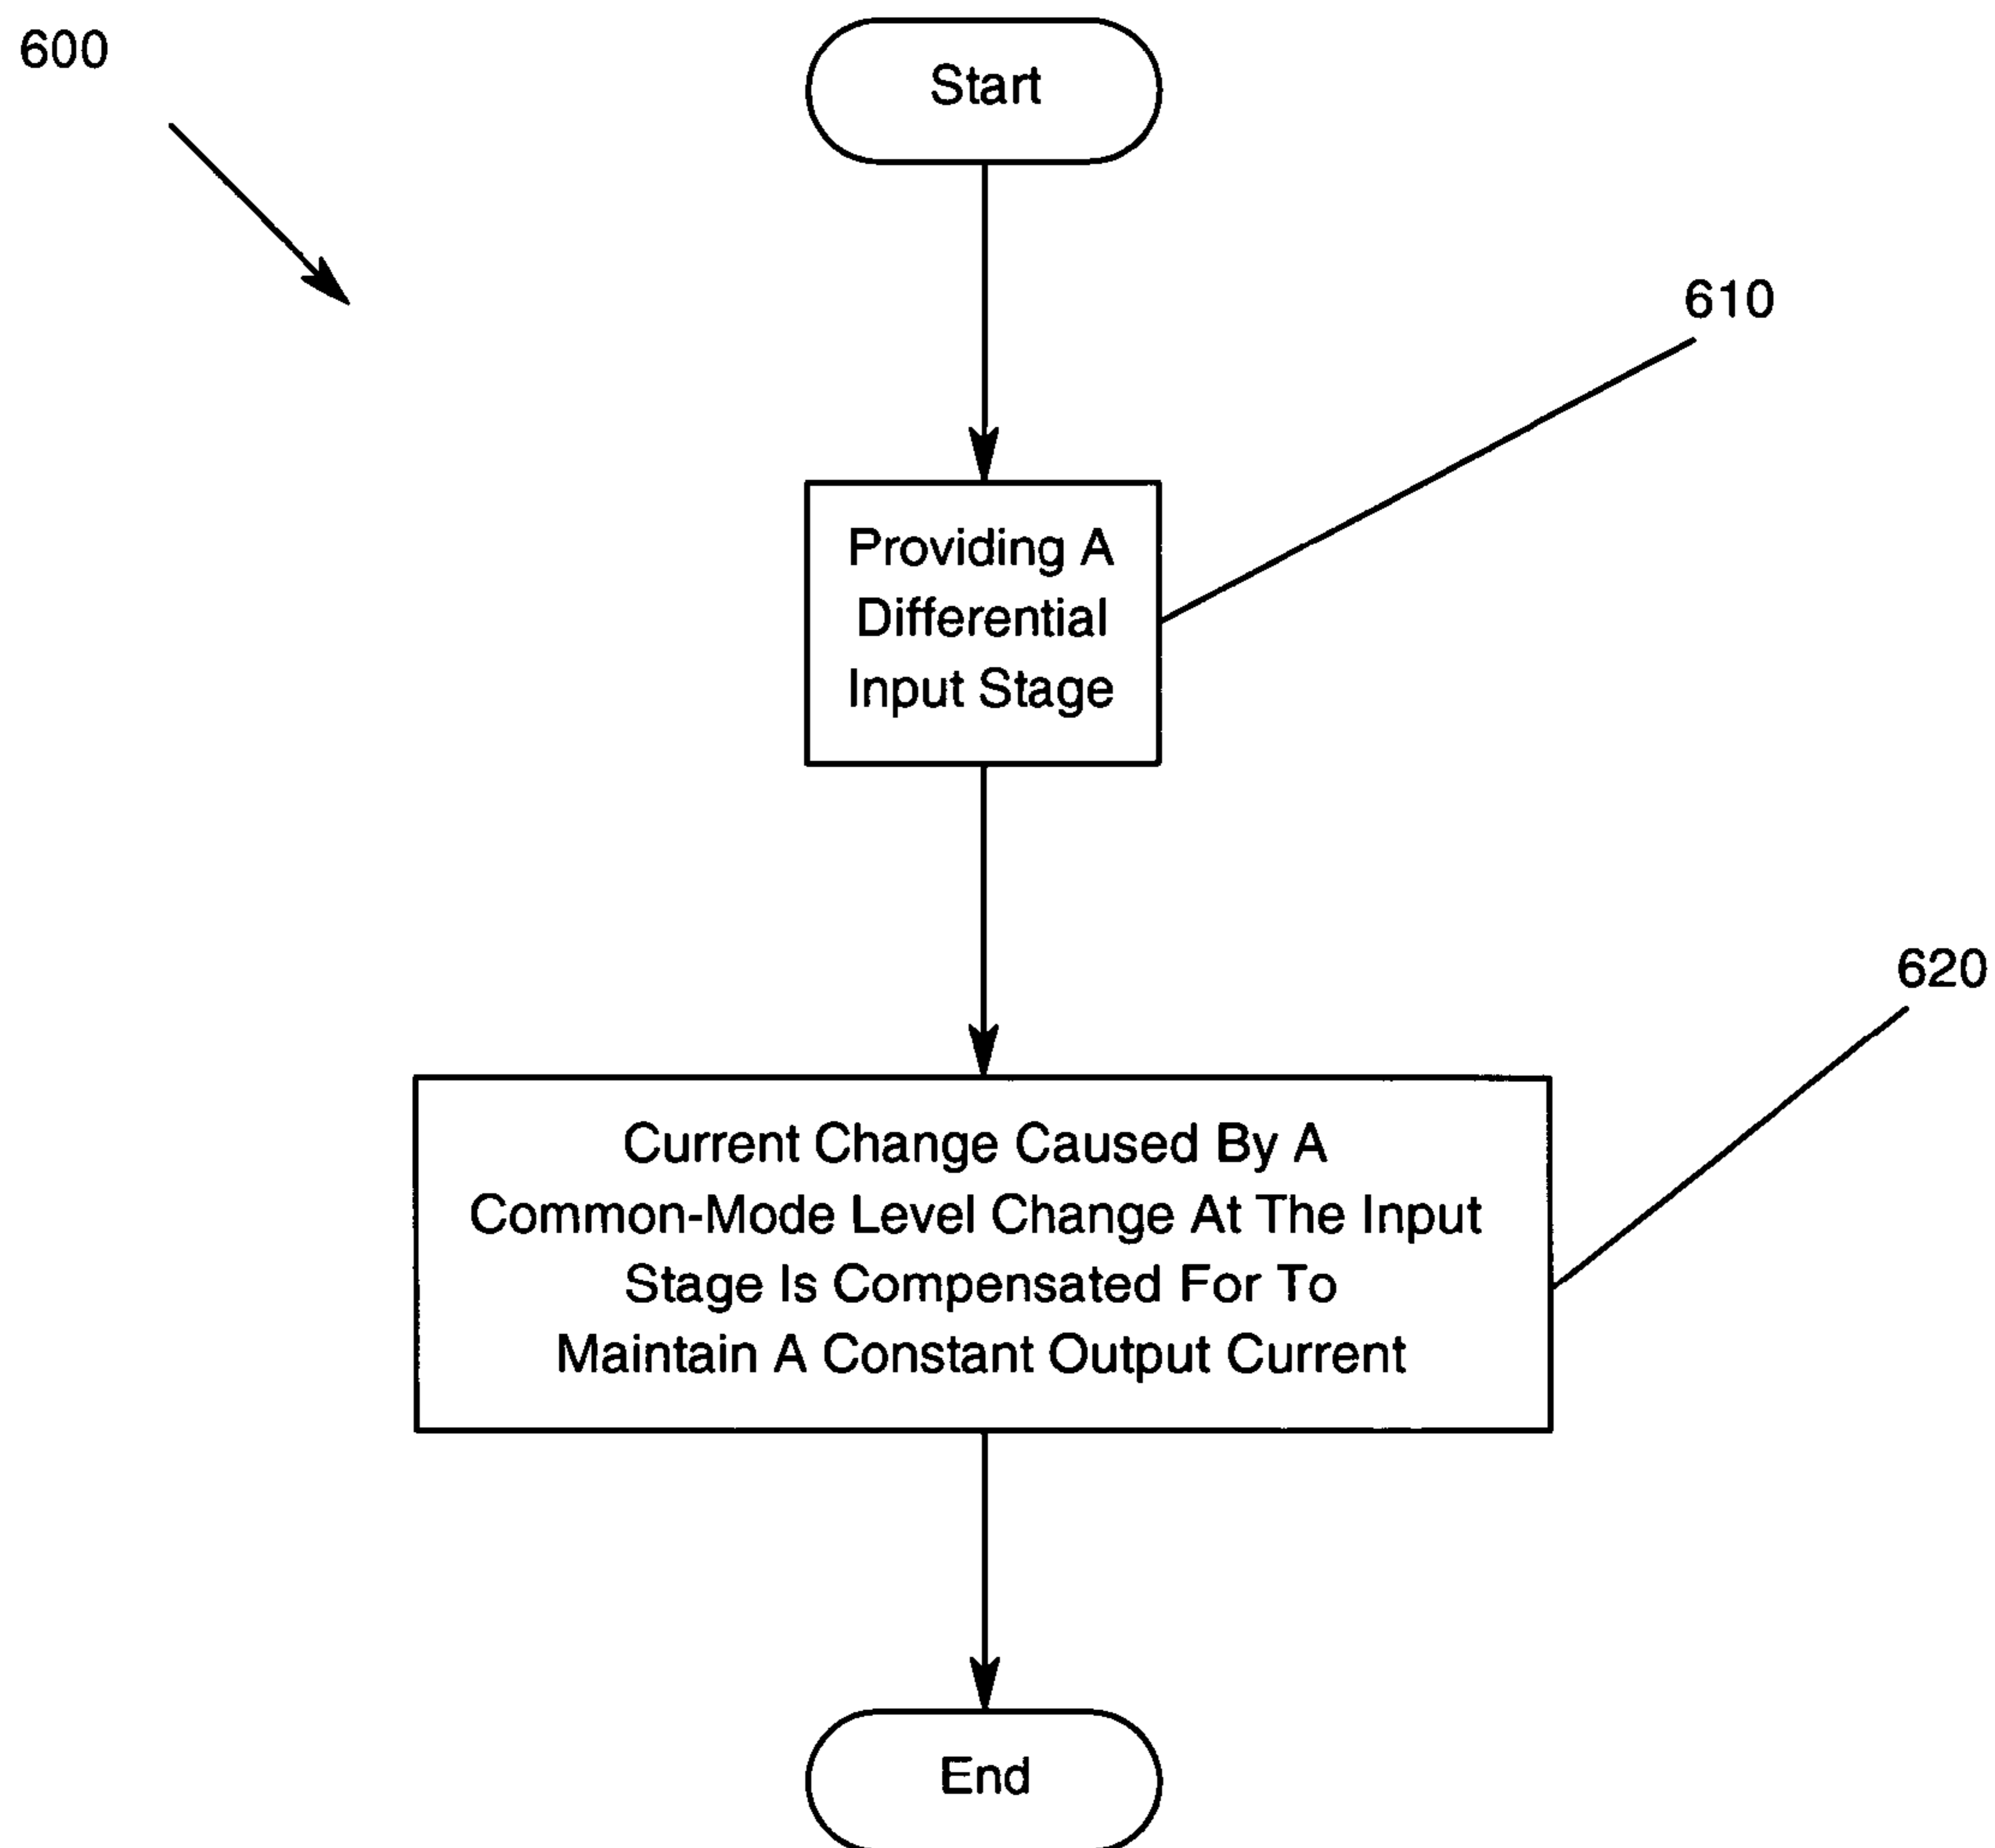 600
Start
610
Providing A
Differential
Input Stage
620
Current Change Caused By A
Common-Mode Level Change At The Input
Stage Is Compensated For To
Maintain A Constant Output Current
End